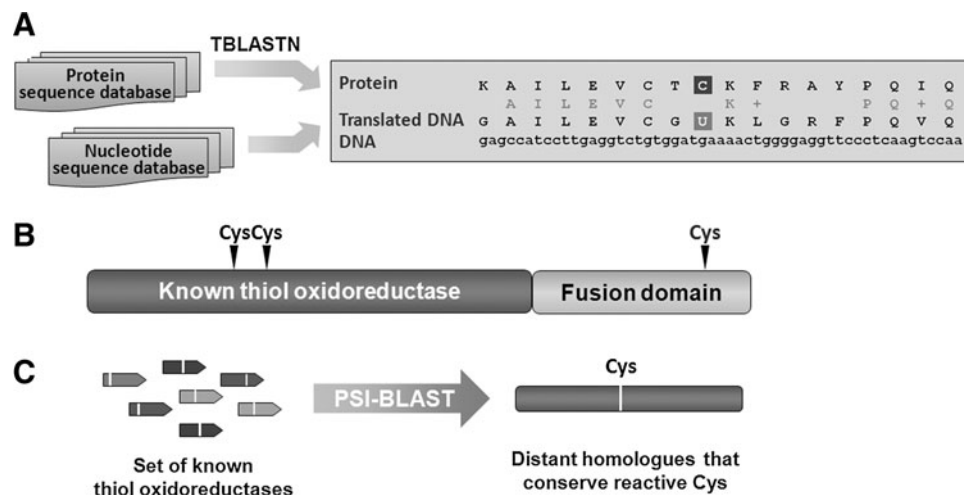 A
TBLASTN
Protein
sequence database
Nucleotide
sequence database
Protein K A I L E V C T C K F R A Y P Q I Q
A I L E V C K + P Q + Q
Translated DNA G A I L E V C G U K L G R F P Q V Q
DNA gagccatccttgaggtctgtggatgaaaactggggaggttccctcaagtccaa
B
CysCys Cys
Known thiol oxidoreductase Fusion domain
C
PSI-BLAST
Cys
Set of known
thiol oxidoreductases
Distant homologues that
conserve reactive Cys